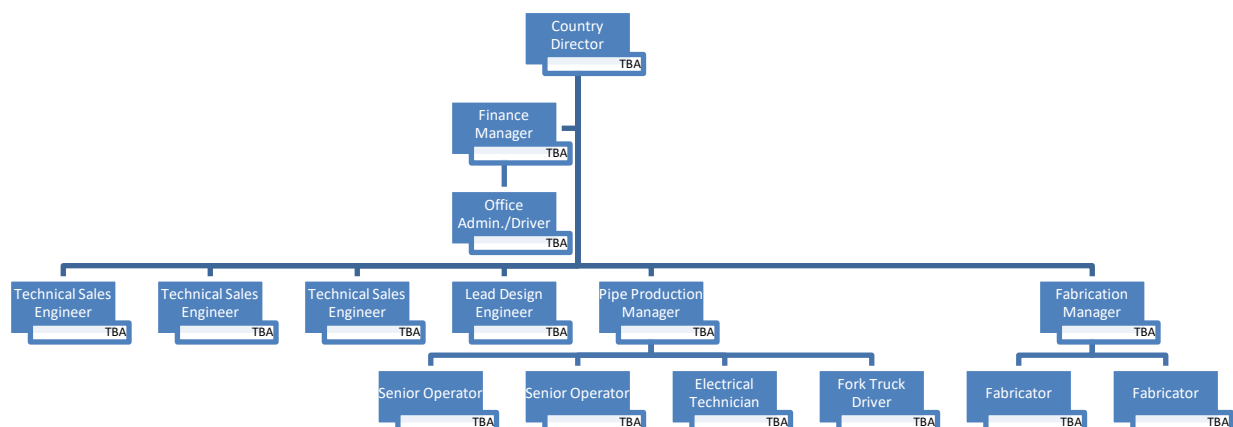 Country
Director
TBA
Finance
Manager
TBA
Office
Admin./Driver
TBA
Technical Sales
Engineer
TBA
Technical Sales
Engineer
TBA
Technical Sales
Engineer
TBA
Lead Design
Engineer
TBA
Pipe Production
Manager
TBA
Fabrication
Manager
TBA
Senior Operator
TBA
Senior Operator
TBA
Electrical
Technician
TBA
Fork Truck
Driver
TBA
Fabricator
TBA
Fabricator
TBA